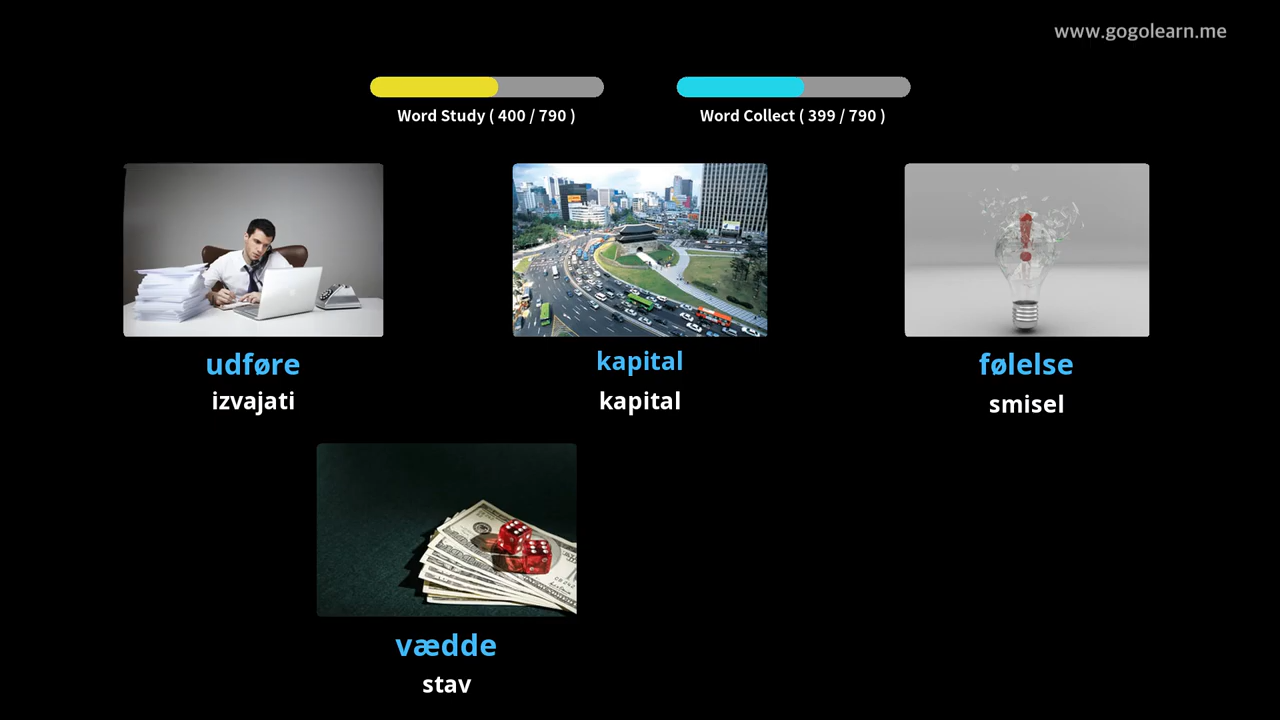 www.gogolearn.me
Word Study ( 400 / 790 )
Word Collect ( 399 / 790 )
udføre
izvajati
kapital
kapital
følelse
smisel
vædde
stav